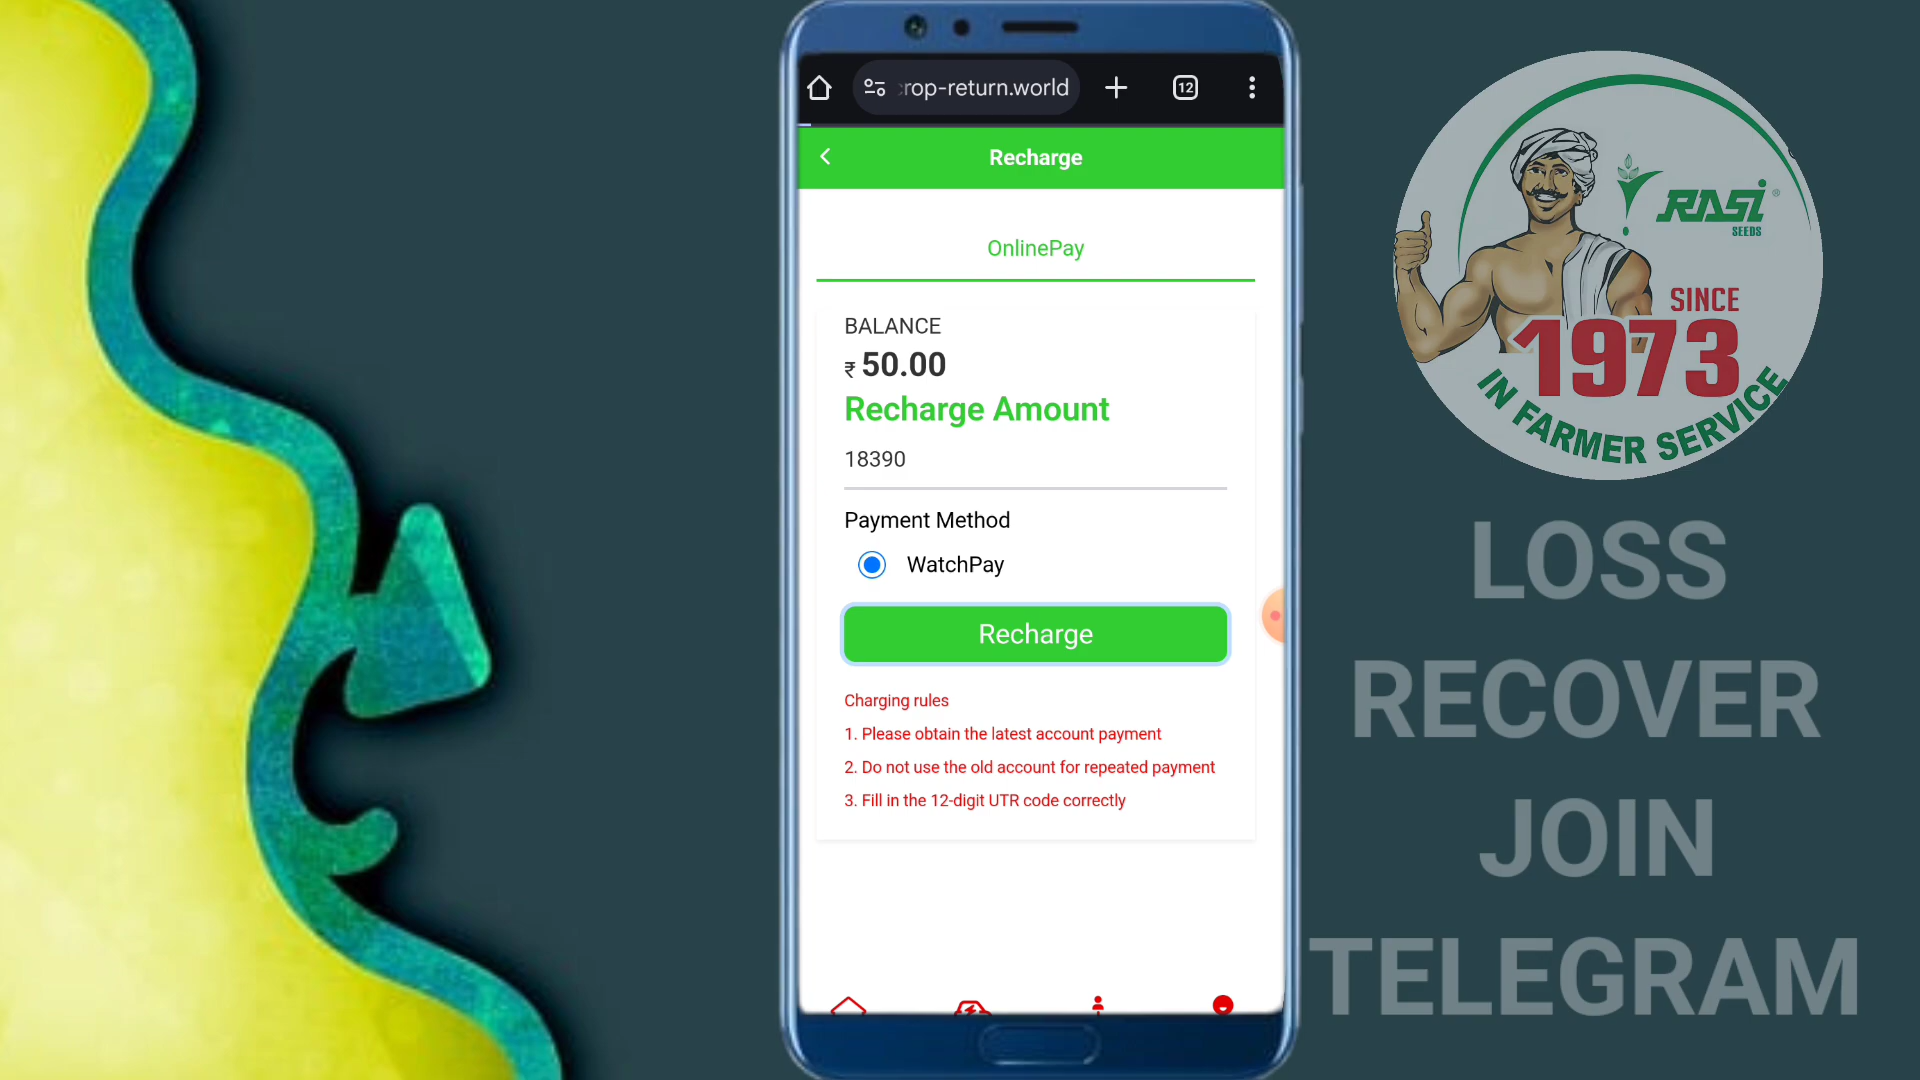 rop-return.world
12
Recharge
OnlinePay
BALANCE
₹ 50.00
Recharge Amount
18390
Payment Method
WatchPay
Recharge
Charging rules
1. Please obtain the latest account payment
2. Do not use the old account for repeated payment
3. Fill in the 12-digit UTR code correctly
RASI ®
SEEDS
SINCE
1973
IN FARMER SERVICE
LOSS
RECOVER
JOIN
TELEGRAM